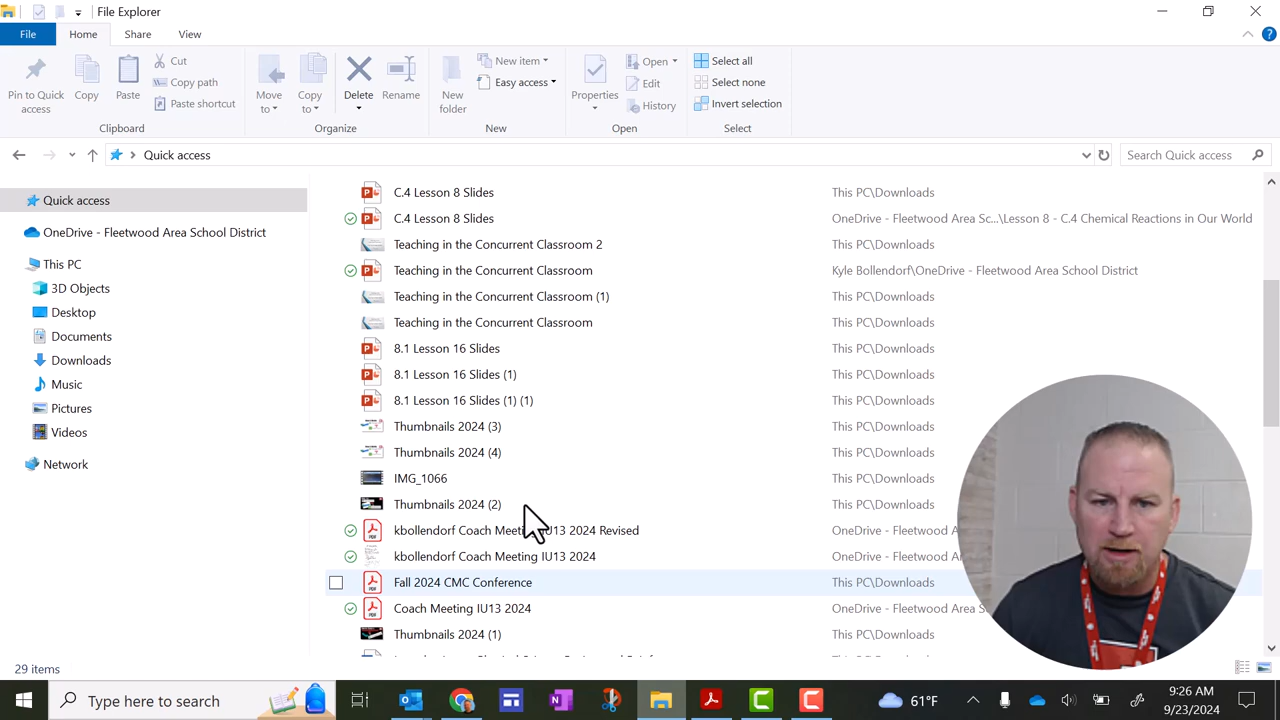 File Explorer
File Home Share View
Pin to Quick access
Copy
Paste
Cut
Copy path
Paste shortcut
Clipboard
Move to
Copy to
Delete
Rename
Organize
New folder
New item
Easy access
New
Properties
Open
Edit
History
Open
Select all
Select none
Invert selection
Select
Quick access
Search Quick access
Quick access
OneDrive - Fleetwood Area School District
This PC
3D Objects
Desktop
Documents
Downloads
Music
Pictures
Videos
Network
C.4 Lesson 8 Slides This PC\Downloads
C.4 Lesson 8 Slides OneDrive - Fleetwood Area Sc...\Lesson 8 - C.4 Chemical Reactions in Our World
Teaching in the Concurrent Classroom 2 This PC\Downloads
Teaching in the Concurrent Classroom Kyle Bollendorf\OneDrive - Fleetwood Area School District
Teaching in the Concurrent Classroom (1) This PC\Downloads
Teaching in the Concurrent Classroom This PC\Downloads
8.1 Lesson 16 Slides This PC\Downloads
8.1 Lesson 16 Slides (1) This PC\Downloads
8.1 Lesson 16 Slides (1) (1) This PC\Downloads
Thumbnails 2024 (3) This PC\Downloads
Thumbnails 2024 (4) This PC\Downloads
IMG_1066 This PC\Downloads
Thumbnails 2024 (2) This PC\Downloads
kbollendorf Coach Meeting IU13 2024 Revised OneDrive - Fleetwood A
kbollendorf Coach Meeting IU13 2024 OneDrive - Fleetwood A
Fall 2024 CMC Conference This PC\Downloads
Coach Meeting IU13 2024 OneDrive - Fleetwood Area S
Thumbnails 2024 (1) This PC\Downloads
29 items
Type here to search
61°F
9:26 AM
9/23/2024